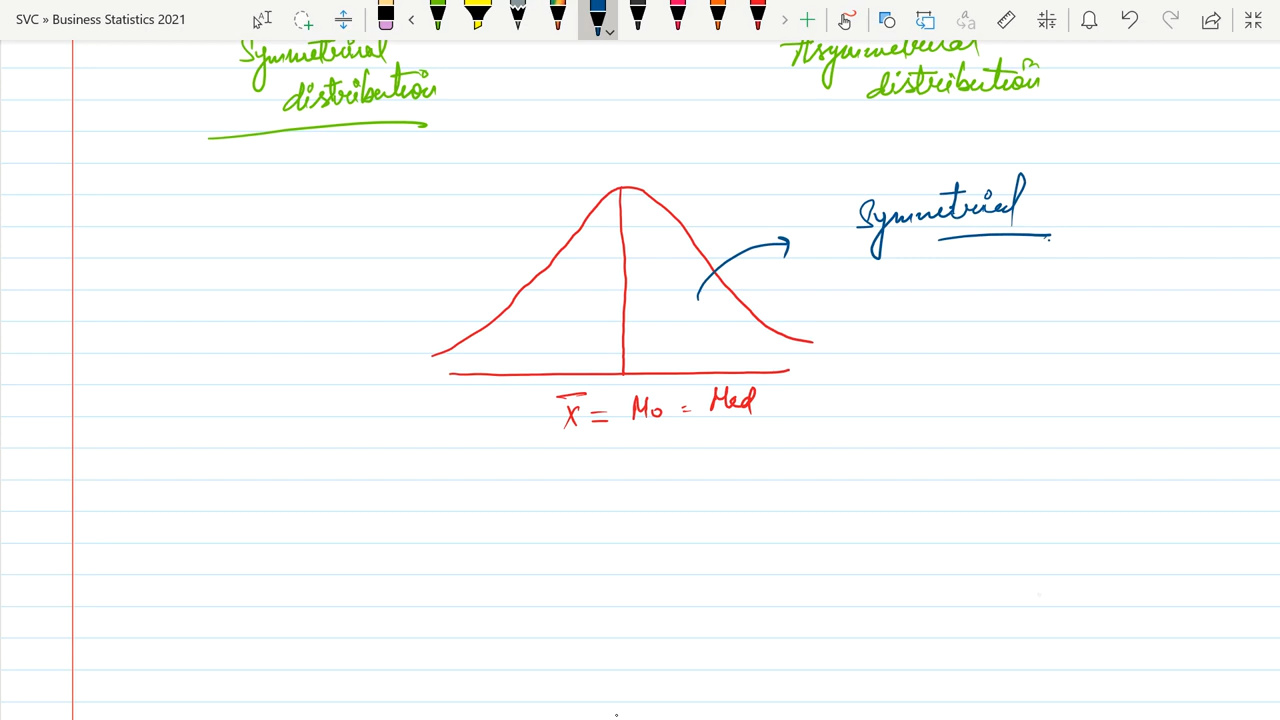 SVC » Business Statistics 2021
Symmetrical
distribution
Asymmetrical
distribution
Symmetrical
X̄ = Mo = Med